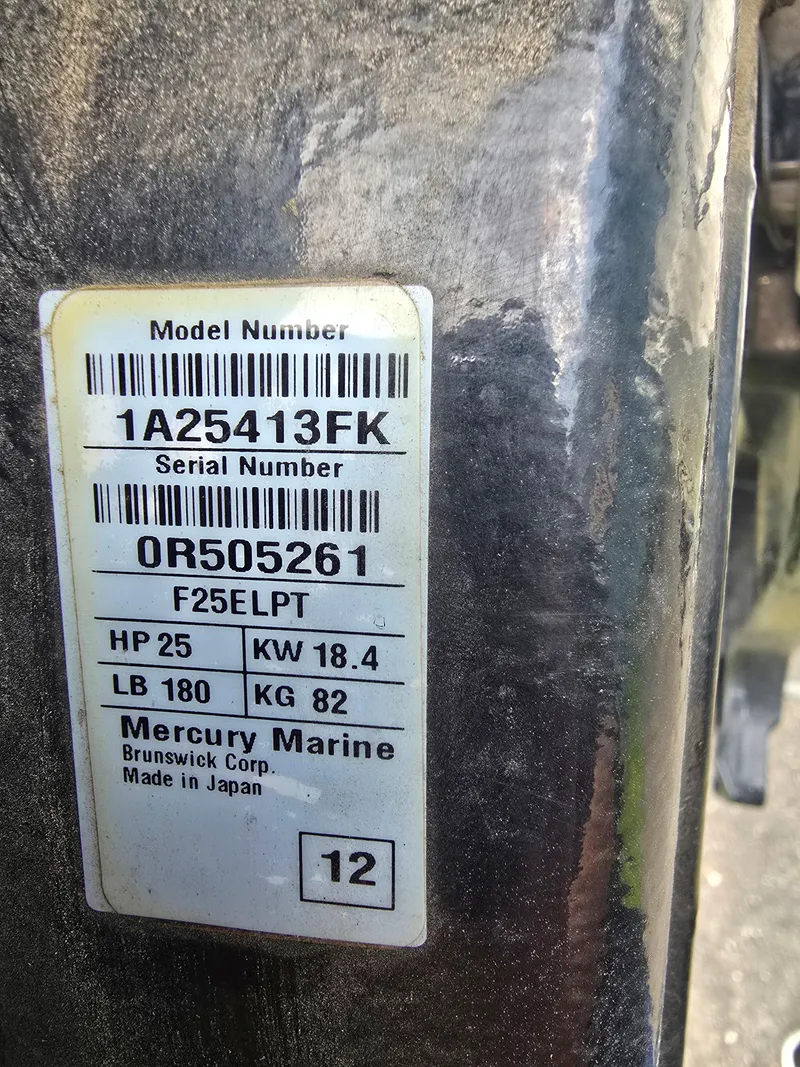 Model Number
1A25413FK
Serial Number
0R505261
F25ELPT
HP 25 KW 18.4
LB 180 KG 82
Mercury Marine
Brunswick Corp.
Made in Japan
12